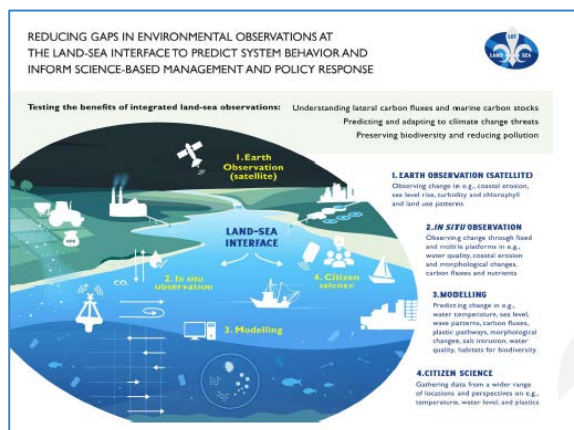 REDUCING GAPS IN ENVIRONMENTAL OBSERVATIONS AT
THE LAND-SEA INTERFACE TO PREDICT SYSTEM BEHAVIOR AND
INFORM SCIENCE-BASED MANAGEMENT AND POLICY RESPONSE
LAND SEA LOT
Testing the benefits of integrated land-sea observations:
Understanding lateral carbon fluxes and marine carbon stocks
Predicting and adapting to climate change threats
Preserving biodiversity and reducing pollution
1. Earth
Observation
(satellite)
LAND-SEA
INTERFACE
NPK
CO₂
2. In situ
observation
4. Citizen
science
3. Modelling
1. EARTH OBSERVATION (SATELLITE)
Observing change in e.g., coastal erosion,
sea level rise, turbidity and chlorophyll
and land use patterns
2. IN SITU OBSERVATION
Observing change through fixed
and mobile platforms in e.g.,
water quality, coastal erosion
and morphological changes,
carbon fluxes and nutrients
3. MODELLING
Predicting change in e.g.,
water temperature, sea level,
wave patterns, carbon fluxes,
plastic pathways, morphological
changes, salt intrusion, water
quality, habitats for biodiversity
4. CITIZEN SCIENCE
Gathering data from a wider range
of locations and perspectives on e.g.,
temperature, water level, and plastics